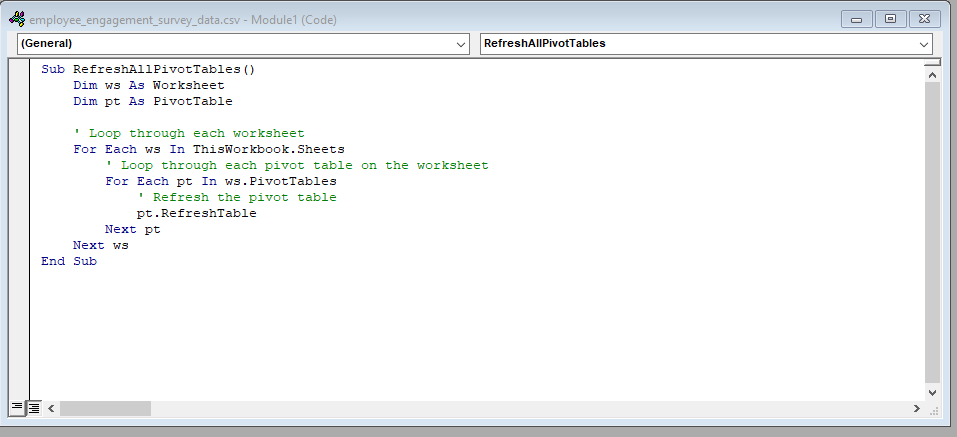 employee_engagement_survey_data.csv - Module1 (Code)
(General) RefreshAllPivotTables
Sub RefreshAllPivotTables()
    Dim ws As Worksheet
    Dim pt As PivotTable

    ' Loop through each worksheet
    For Each ws In ThisWorkbook.Sheets
        ' Loop through each pivot table on the worksheet
        For Each pt In ws.PivotTables
            ' Refresh the pivot table
            pt.RefreshTable
        Next pt
    Next ws
End Sub